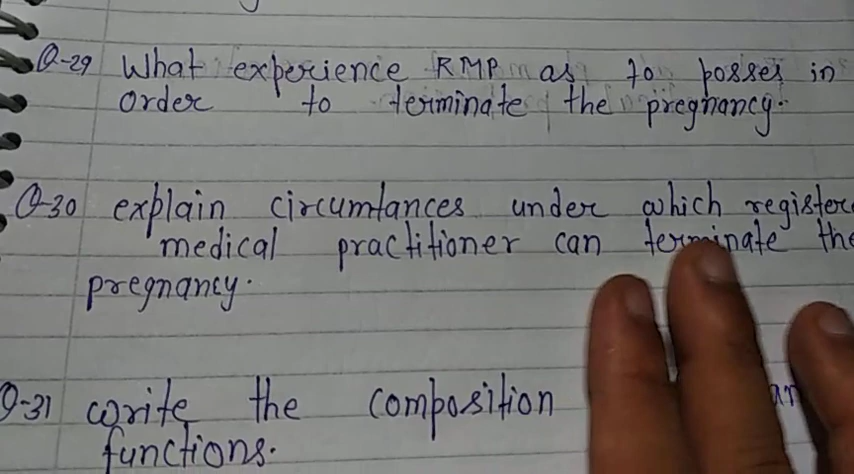 Q-29 What experience RMP as to posses in
order to terminate the pregnancy.
Q-30 explain circumtances under which register
medical practitioner can terminate the
pregnancy.
Q-31 write the composition an
functions.